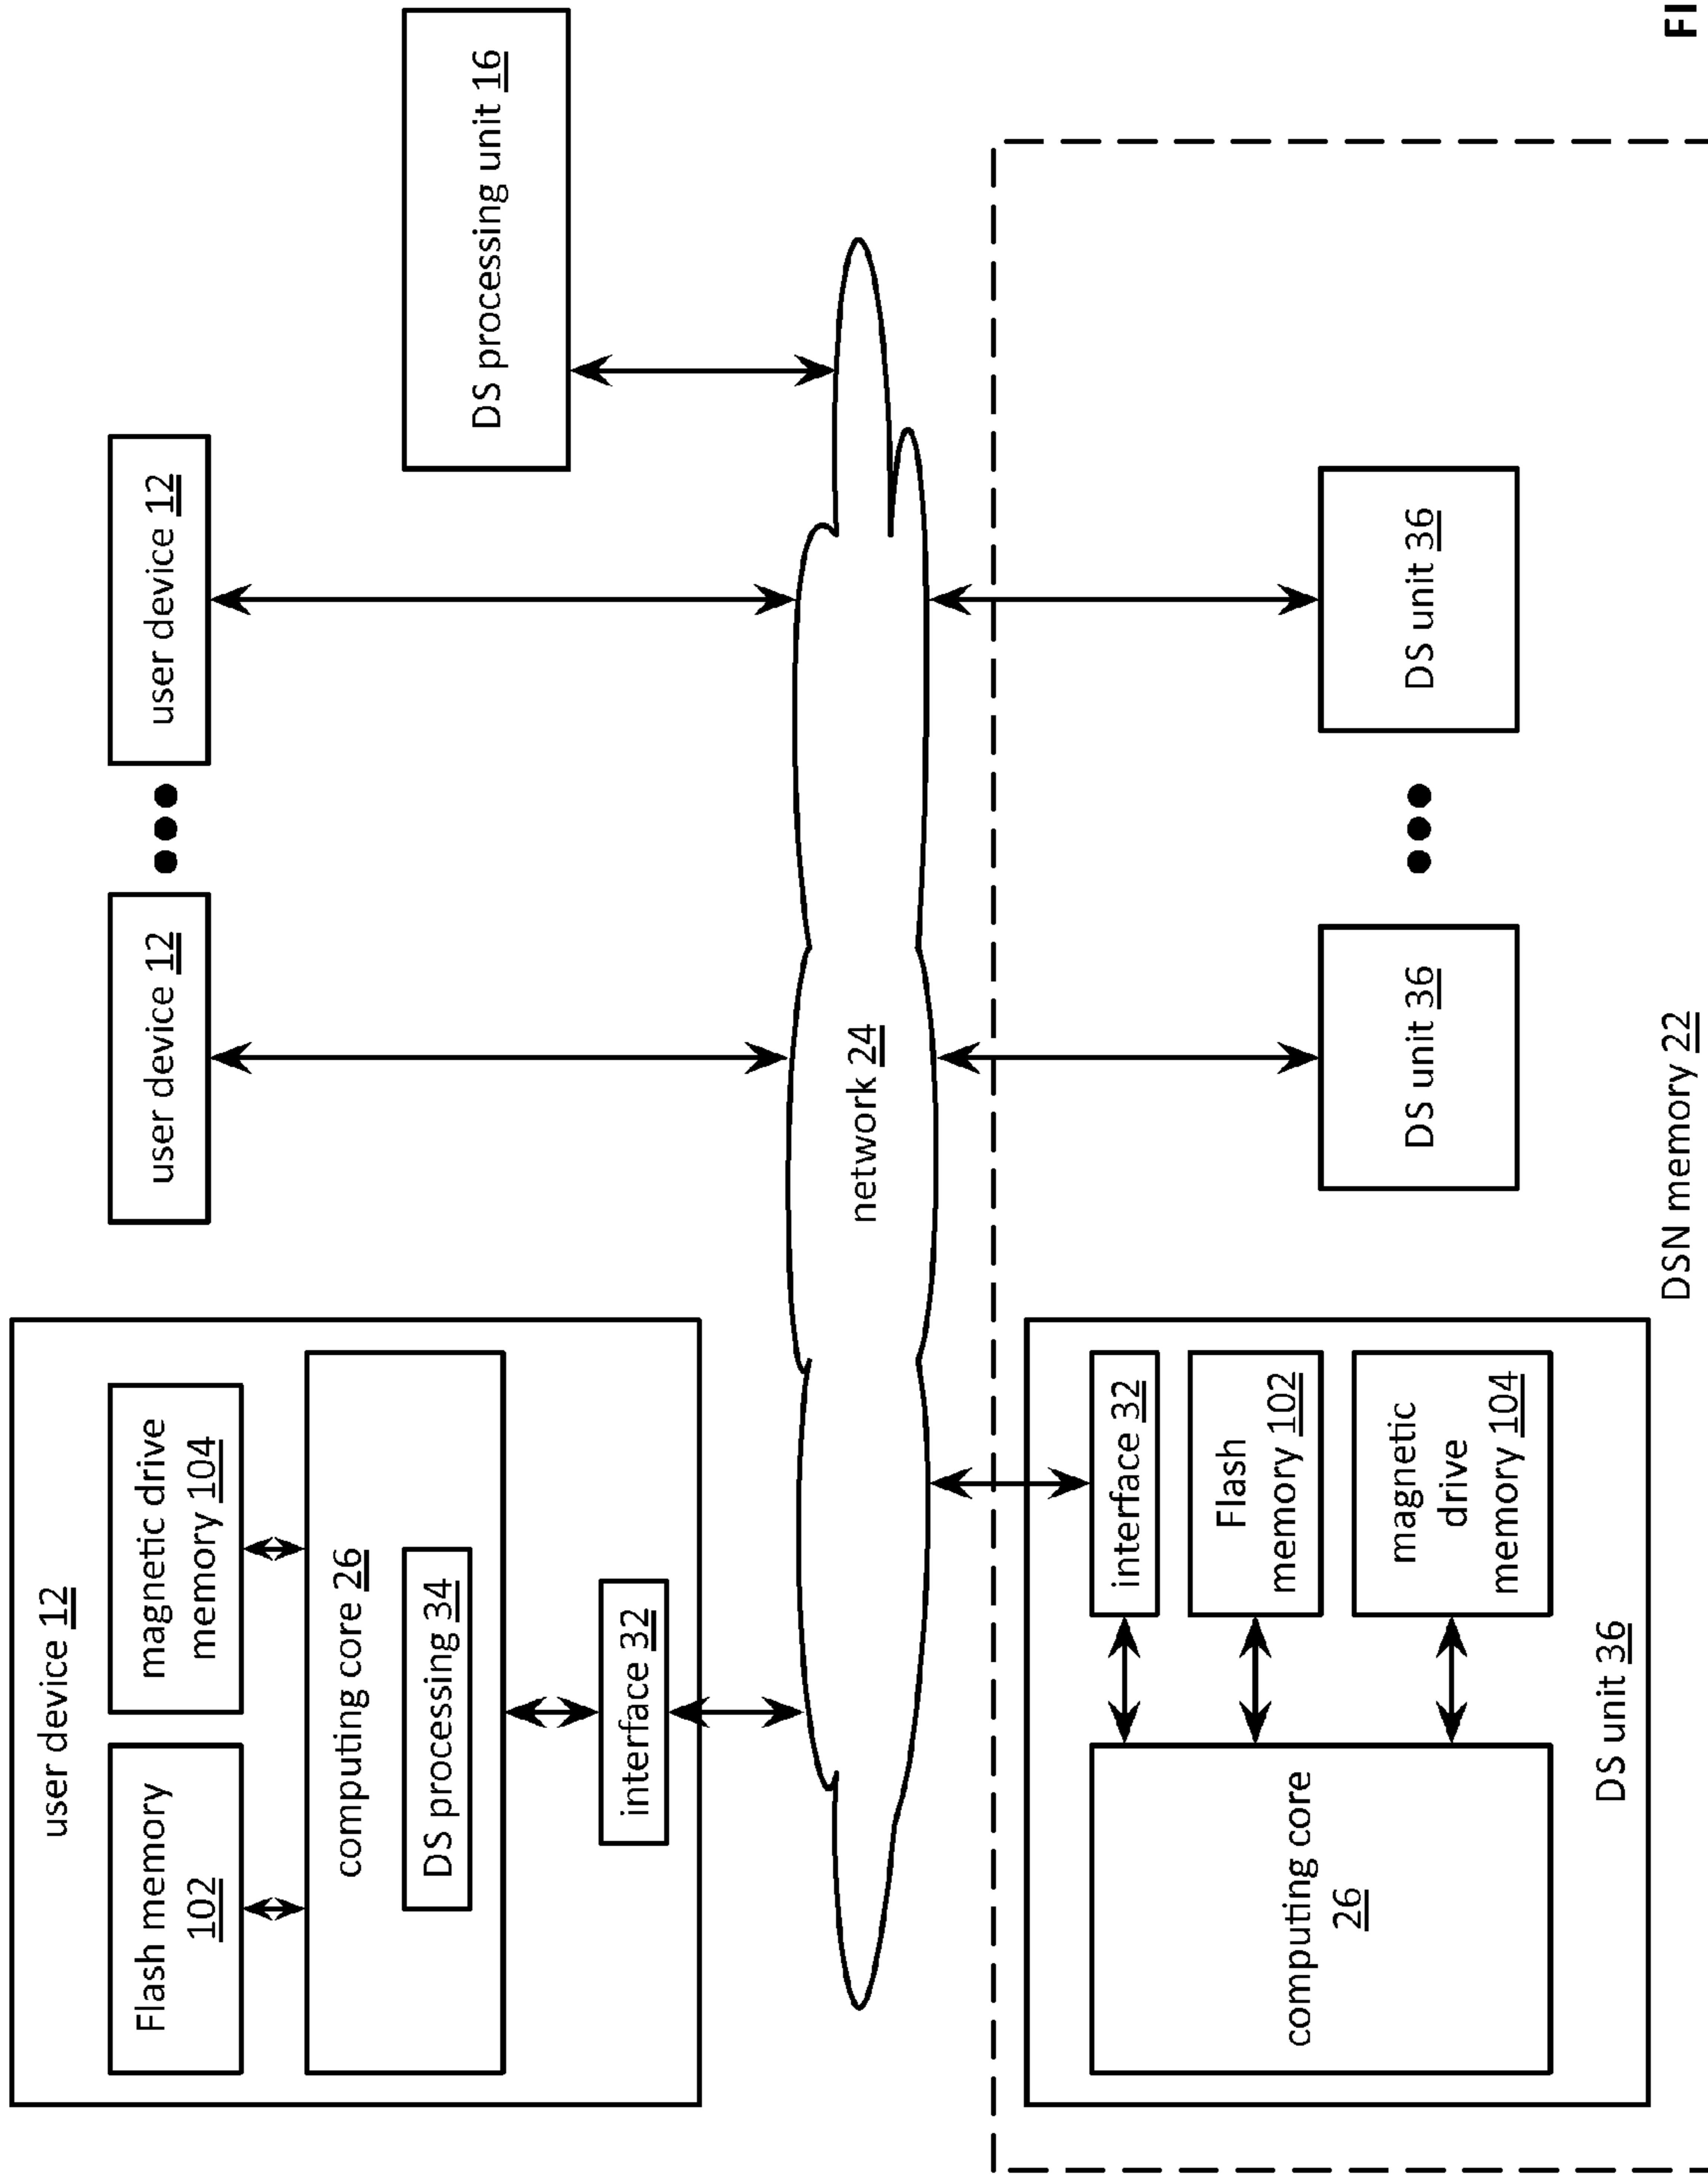 user device 12
Flash memory
102
magnetic drive
memory 104
computing core 26
DS processing 34
interface 32
user device 12
user device 12
DS processing unit 16
network 24
computing core
26
interface 32
Flash
memory 102
magnetic
drive
memory 104
DS unit 36
DS unit 36
DS unit 36
DSN memory 22
FI